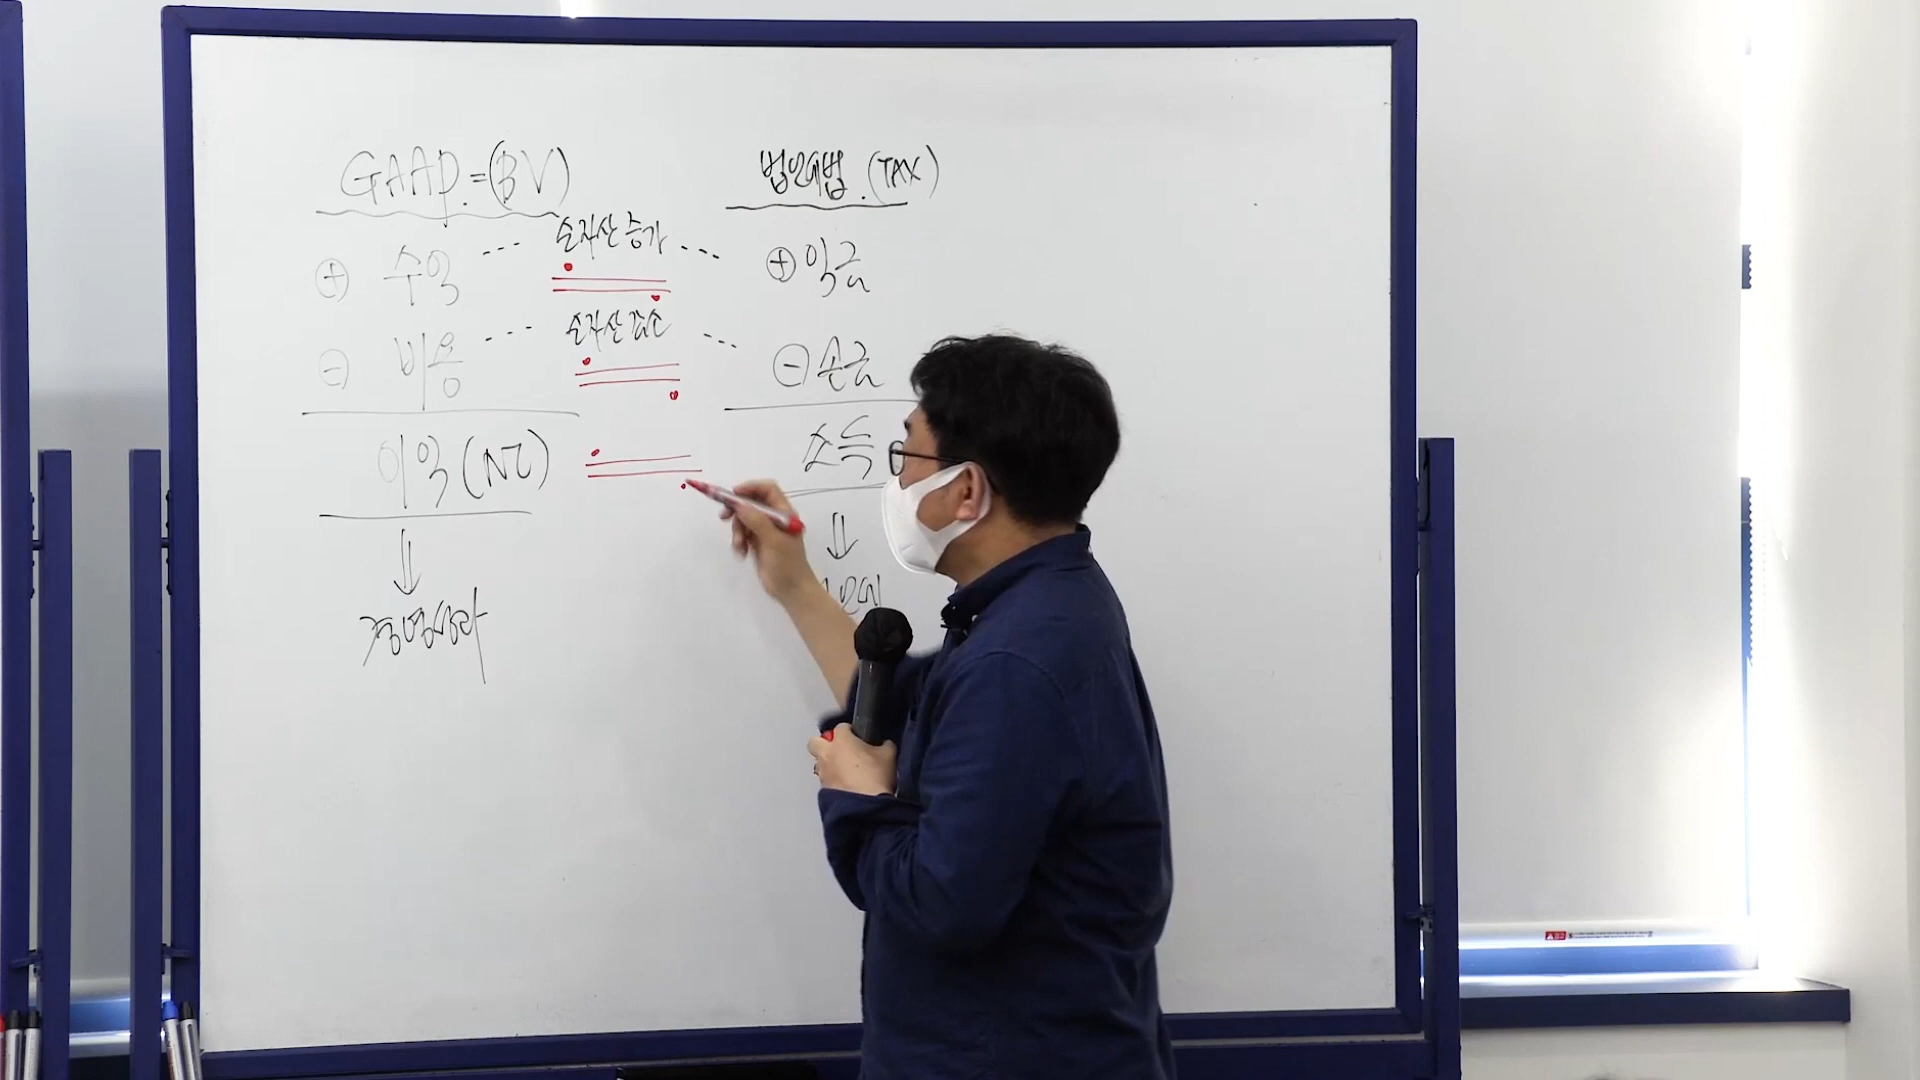 GAAP.=(BV)
법인세법.(TAX)
순자산 증가
⊕ 수익
⊕ 익금
순자산 감소
⊖ 비용
⊖ 손금
이익 (NI)
소득
⇓
⇓
경영성과